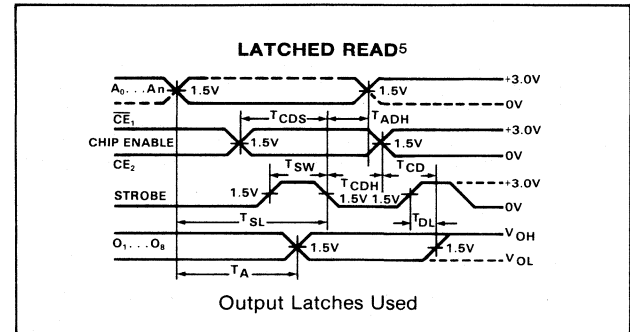 LATCHED READ5
A0...An 1.5V 1.5V +3.0V
0V
TCDS TADH
CE1 +3.0V
CHIP ENABLE 1.5V 1.5V
CE2 0V
TSW TCDH TCD
+3.0V
1.5V 1.5V 1.5V
STROBE 0V
TSL TDL
O1...O8 1.5V 1.5V VOH
VOL
TA
Output Latches Used